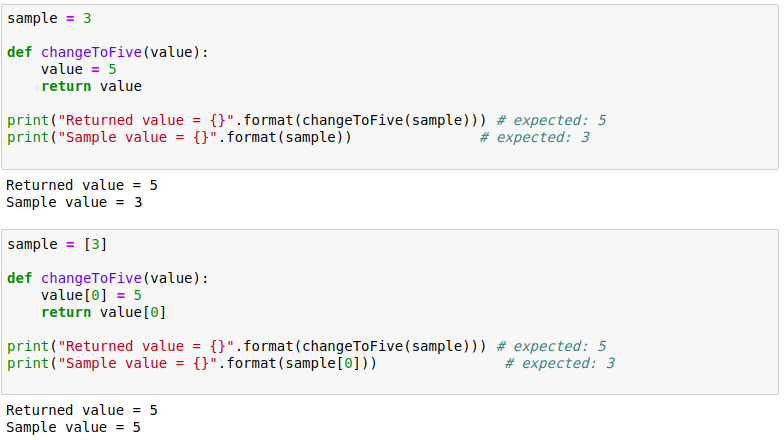 sample = 3
def changeToFive(value):
    value = 5
    return value
print("Returned value = {}".format(changeToFive(sample))) # expected: 5
print("Sample value = {}".format(sample))               # expected: 3
Returned value = 5
Sample value = 3
sample = [3]
def changeToFive(value):
    value[0] = 5
    return value[0]
print("Returned value = {}".format(changeToFive(sample))) # expected: 5
print("Sample value = {}".format(sample[0]))               # expected: 3
Returned value = 5
Sample value = 5